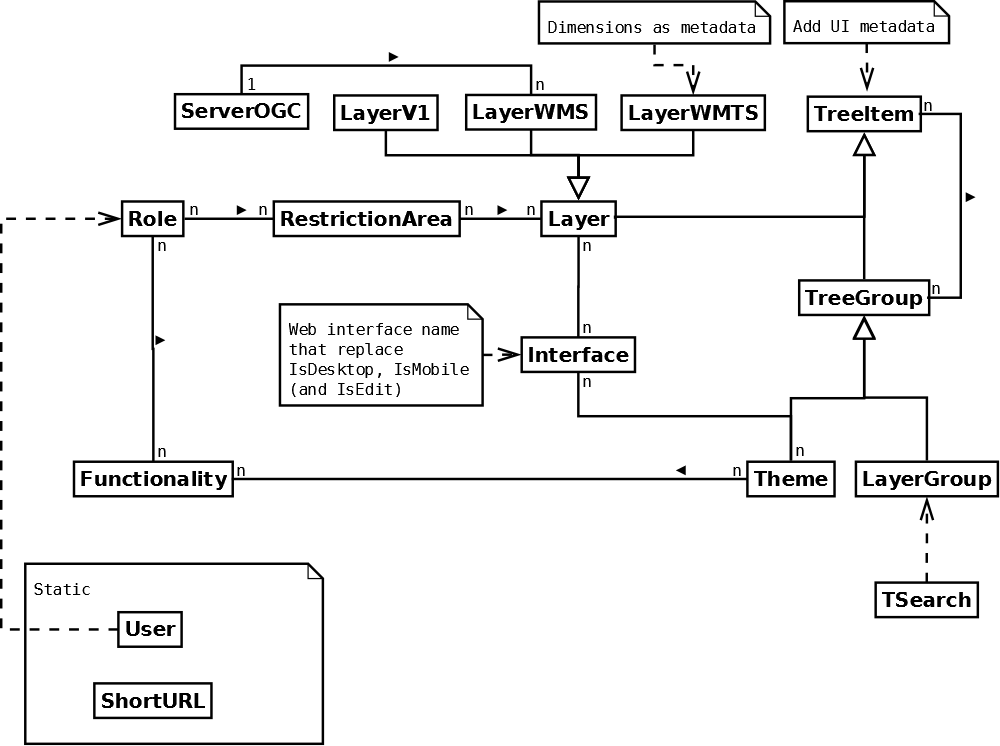 Dimensions as metadata
Add UI metadata
1
n
ServerOGC
LayerV1
LayerWMS
LayerWMTS
TreeItem
n
Role
n
n
RestrictionArea
n
n
Layer
n
n
TreeGroup
n
Web interface name
that replace
IsDesktop, IsMobile
(and IsEdit)
n
Interface
n
n
Functionality
n
n
n
Theme
LayerGroup
TSearch
Static
User
ShortURL